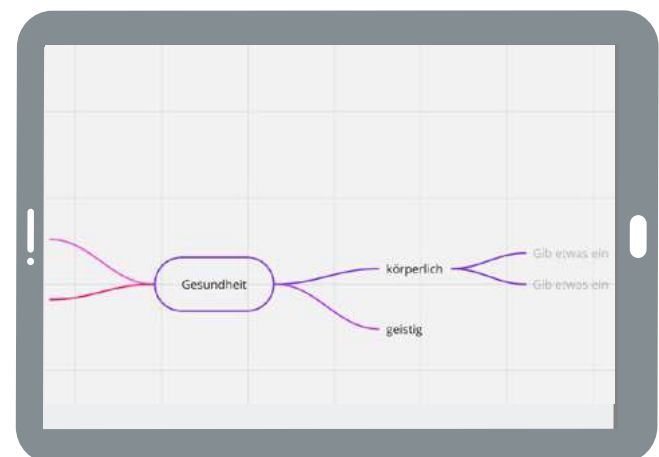 Gesundheit
körperlich
Gib etwas ein
Gib etwas ein
geistig